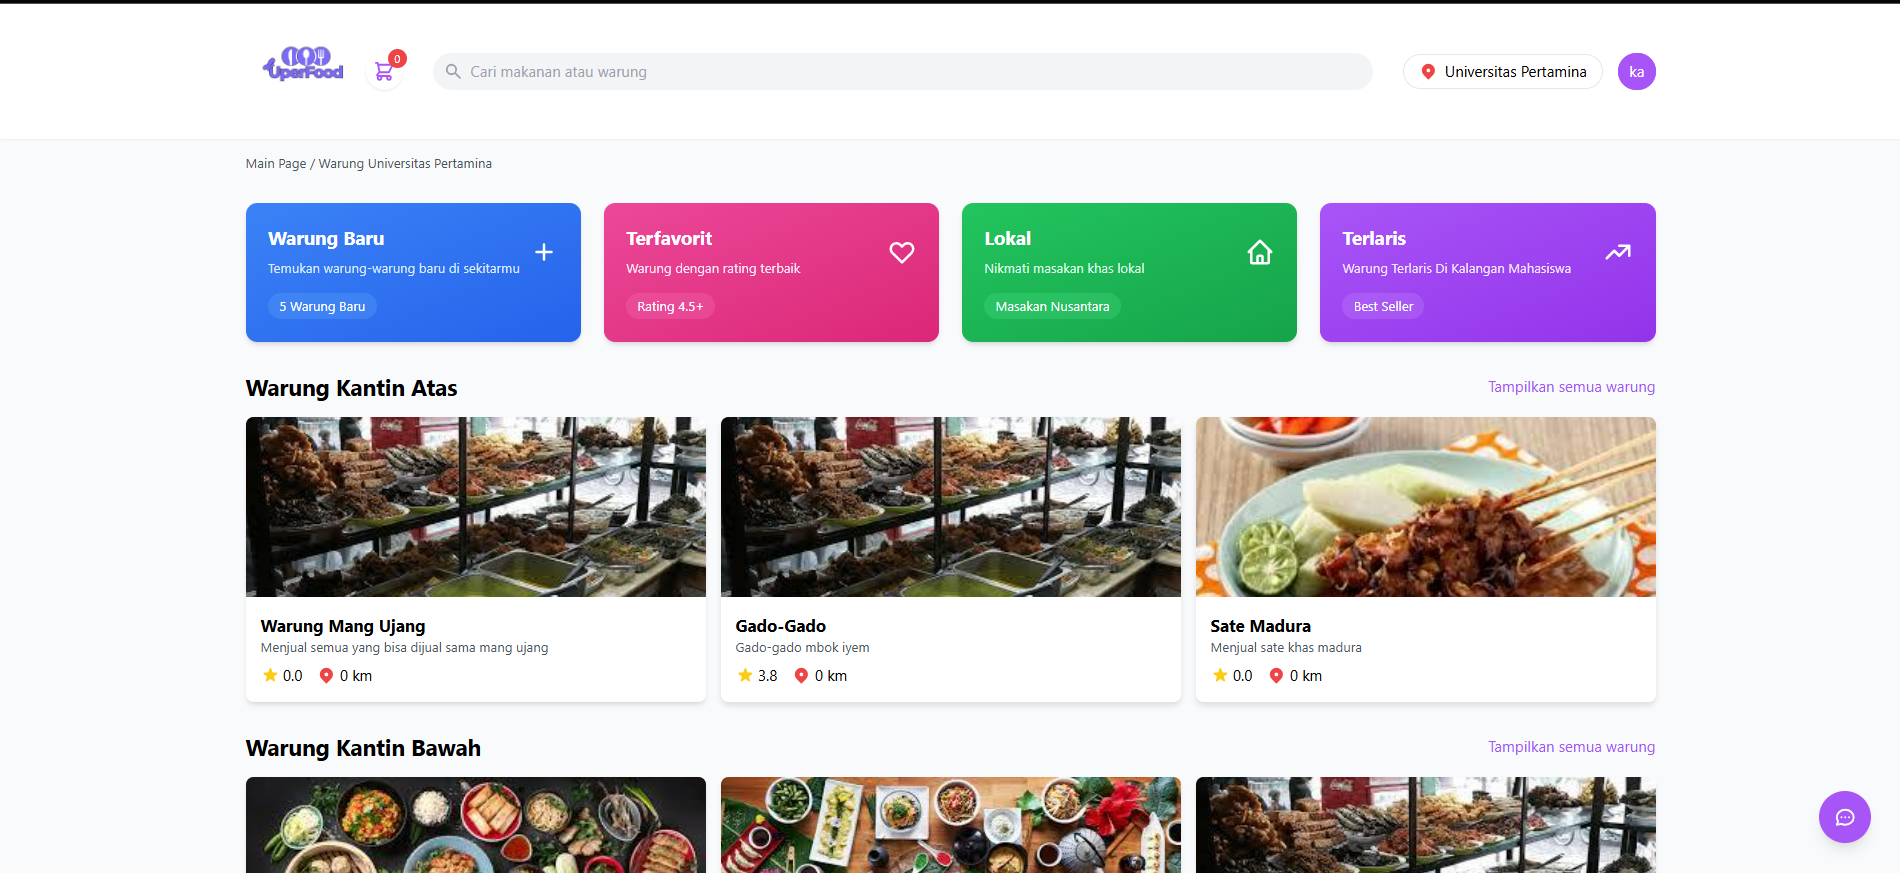 UperFood
0
Cari makanan atau warung
Universitas Pertamina
ka
Main Page / Warung Universitas Pertamina
Warung Baru
Temukan warung-warung baru di sekitarmu
5 Warung Baru
Terfavorit
Warung dengan rating terbaik
Rating 4.5+
Lokal
Nikmati masakan khas lokal
Masakan Nusantara
Terlaris
Warung Terlaris Di Kalangan Mahasiswa
Best Seller
Warung Kantin Atas
Tampilkan semua warung
Warung Mang Ujang
Menjual semua yang bisa dijual sama mang ujang
0.0 0 km
Gado-Gado
Gado-gado mbok iyem
3.8 0 km
Sate Madura
Menjual sate khas madura
0.0 0 km
Warung Kantin Bawah
Tampilkan semua warung